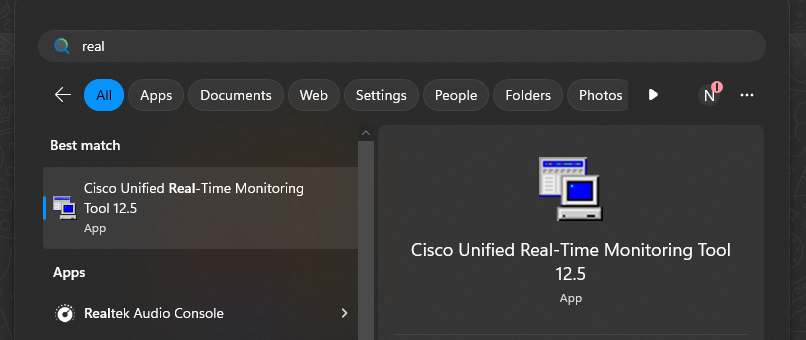 real
All Apps Documents Web Settings People Folders Photos N
Best match
Cisco Unified Real-Time Monitoring
Tool 12.5
App
Apps
Realtek Audio Console
Cisco Unified Real-Time Monitoring Tool
12.5
App